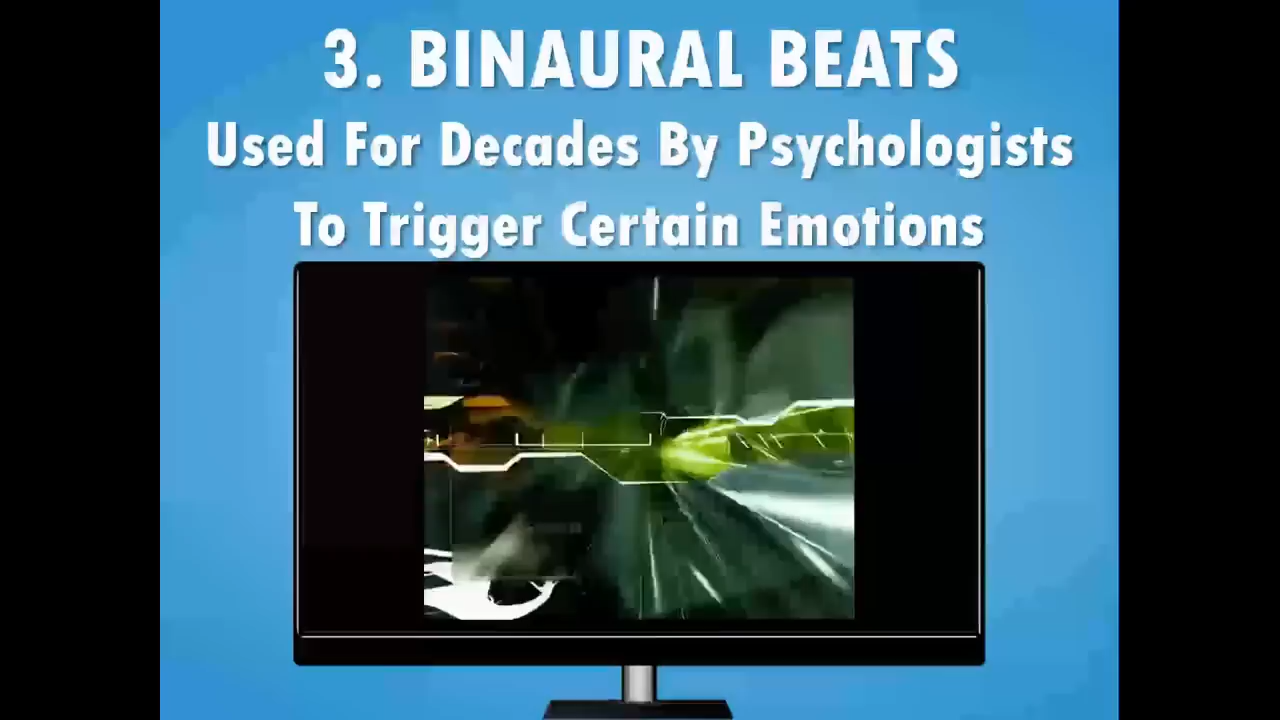 3. BINAURAL BEATS
Used For Decades By Psychologists
To Trigger Certain Emotions